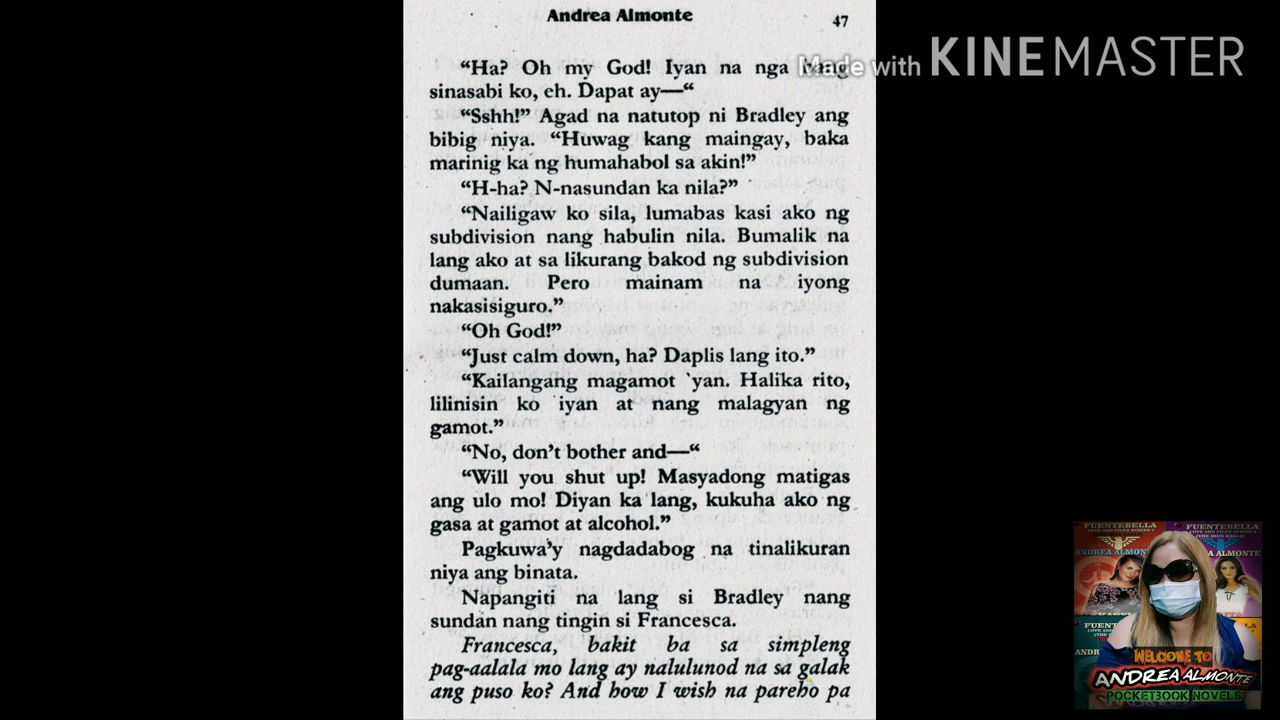 Andrea Almonte
47
Made with KINEMASTER
“Ha? Oh my God! Iyan na nga bang
sinasabi ko, eh. Dapat ay—“
“Sshh!” Agad na natutop ni Bradley ang
bibig niya. “Huwag kang maingay, baka
marinig ka ng humahabol sa akin!”
“H-ha? N-nasundan ka nila?”
“Nailigaw ko sila, lumabas kasi ako ng
subdivision nang habulin nila. Bumalik na
lang ako at sa likurang bakod ng subdivision
dumaan. Pero mainam na iyong
nakasisiguro.”
“Oh God!”
“Just calm down, ha? Daplis lang ito.”
“Kailangang magamot `yan. Halika rito,
lilinisin ko iyan at nang malagyan ng
gamot.”
“No, don’t bother and—“
“Will you shut up! Masyadong matigas
ang ulo mo! Diyan ka lang, kukuha ako ng
gasa at gamot at alcohol.”
Pagkuwa’y nagdadabog na tinalikuran
niya ang binata.
Napangiti na lang si Bradley nang
sundan nang tingin si Francesca.
Francesca, bakit ba sa simpleng
pag-aalala mo lang ay nalulunod na sa galak
ang puso ko? And how I wish na pareho pa
FUENTEBELLA
FUENTEBELLA
ANDREA ALMONTE
ALMONTE
WELCOME TO
ANDREA ALMONTE
POCKETBOOK NOVELS